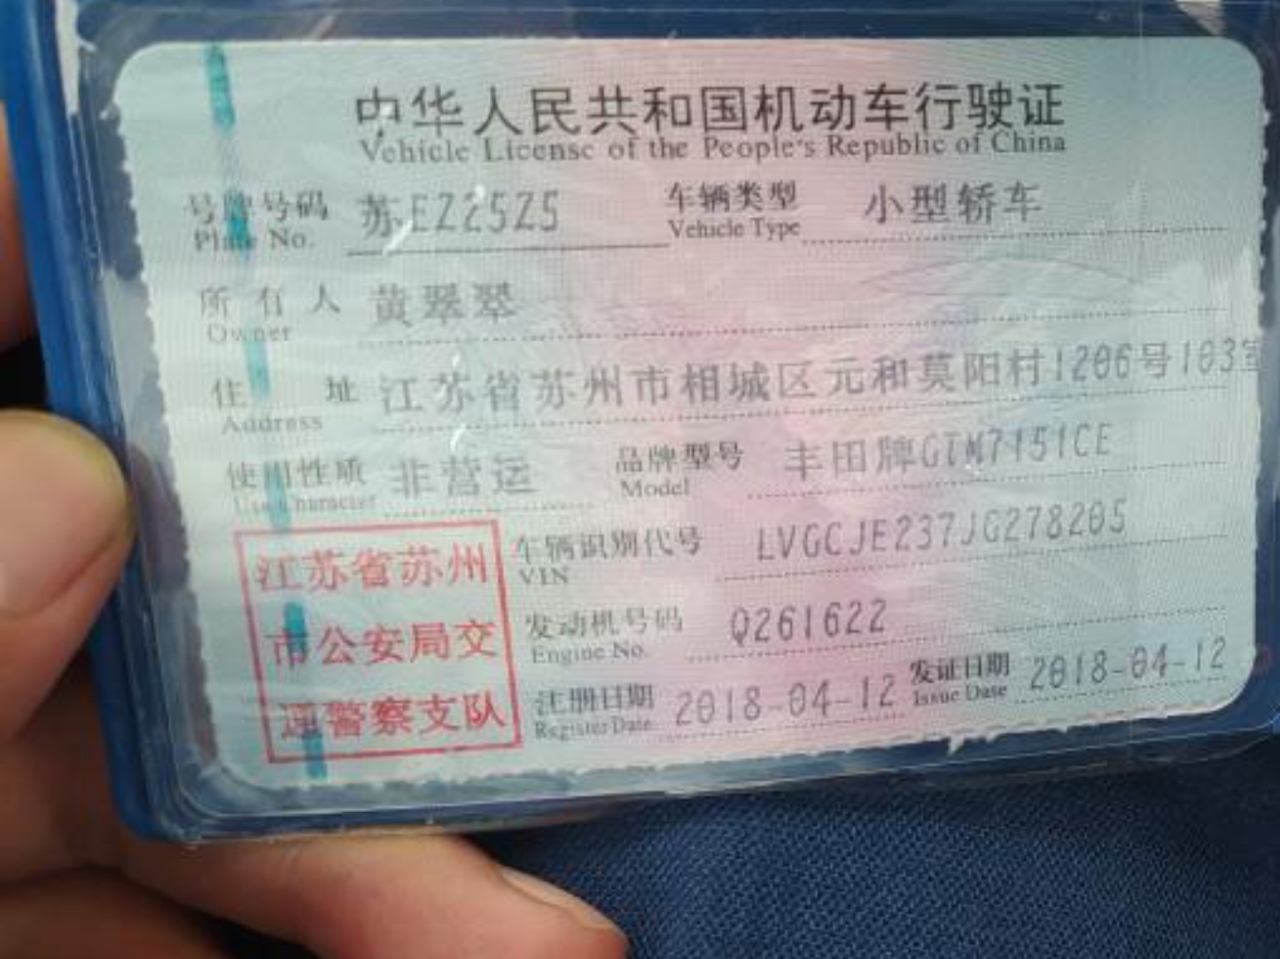 中华人民共和国机动车行驶证
Vehicle License of the People's Republic of China
号牌号码 苏EZ25Z5 车辆类型 小型轿车
Plate No. Vehicle Type
所有人 黄翠翠
Owner
住址 江苏省苏州市相城区元和莫阳村1206号103室
Address
使用性质 非营运 品牌型号 丰田牌GTM7151CE
Use Character Model
江苏省苏州 车辆识别代号 LVGCJE237JG278205
VIN
市公安局交 发动机号码 Q261622
Engine No.
通警察支队 注册日期 2018-04-12 发证日期 2018-04-12
Register Date Issue Date